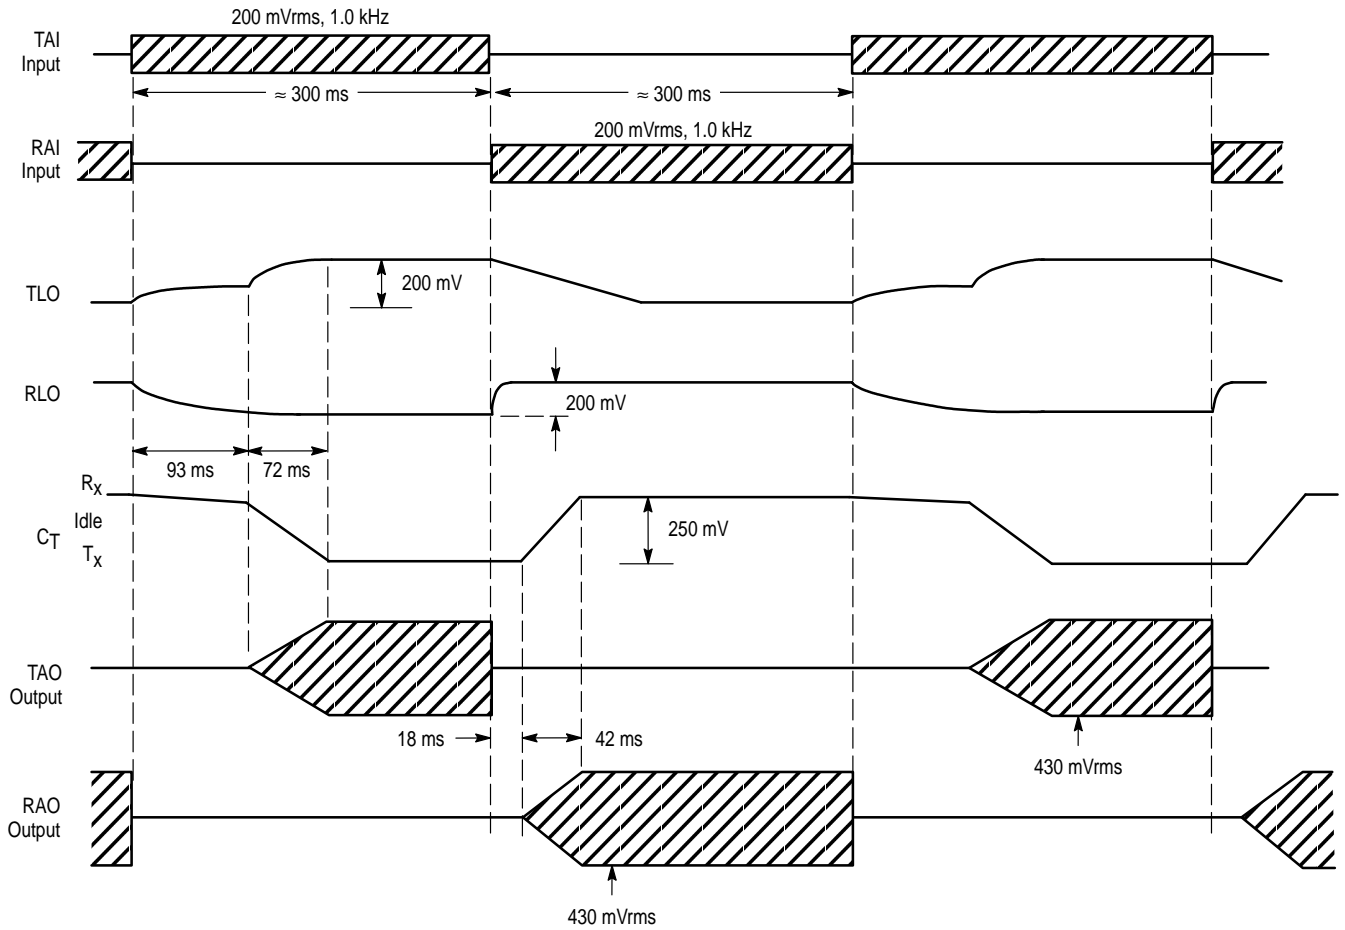 200 mVrms, 1.0 kHz
TAI
Input
≈ 300 ms
≈ 300 ms
200 mVrms, 1.0 kHz
RAI
Input
TLO
200 mV
RLO
200 mV
93 ms
72 ms
RX
Idle
CT
TX
250 mV
TAO
Output
18 ms
42 ms
430 mVrms
RAO
Output
430 mVrms